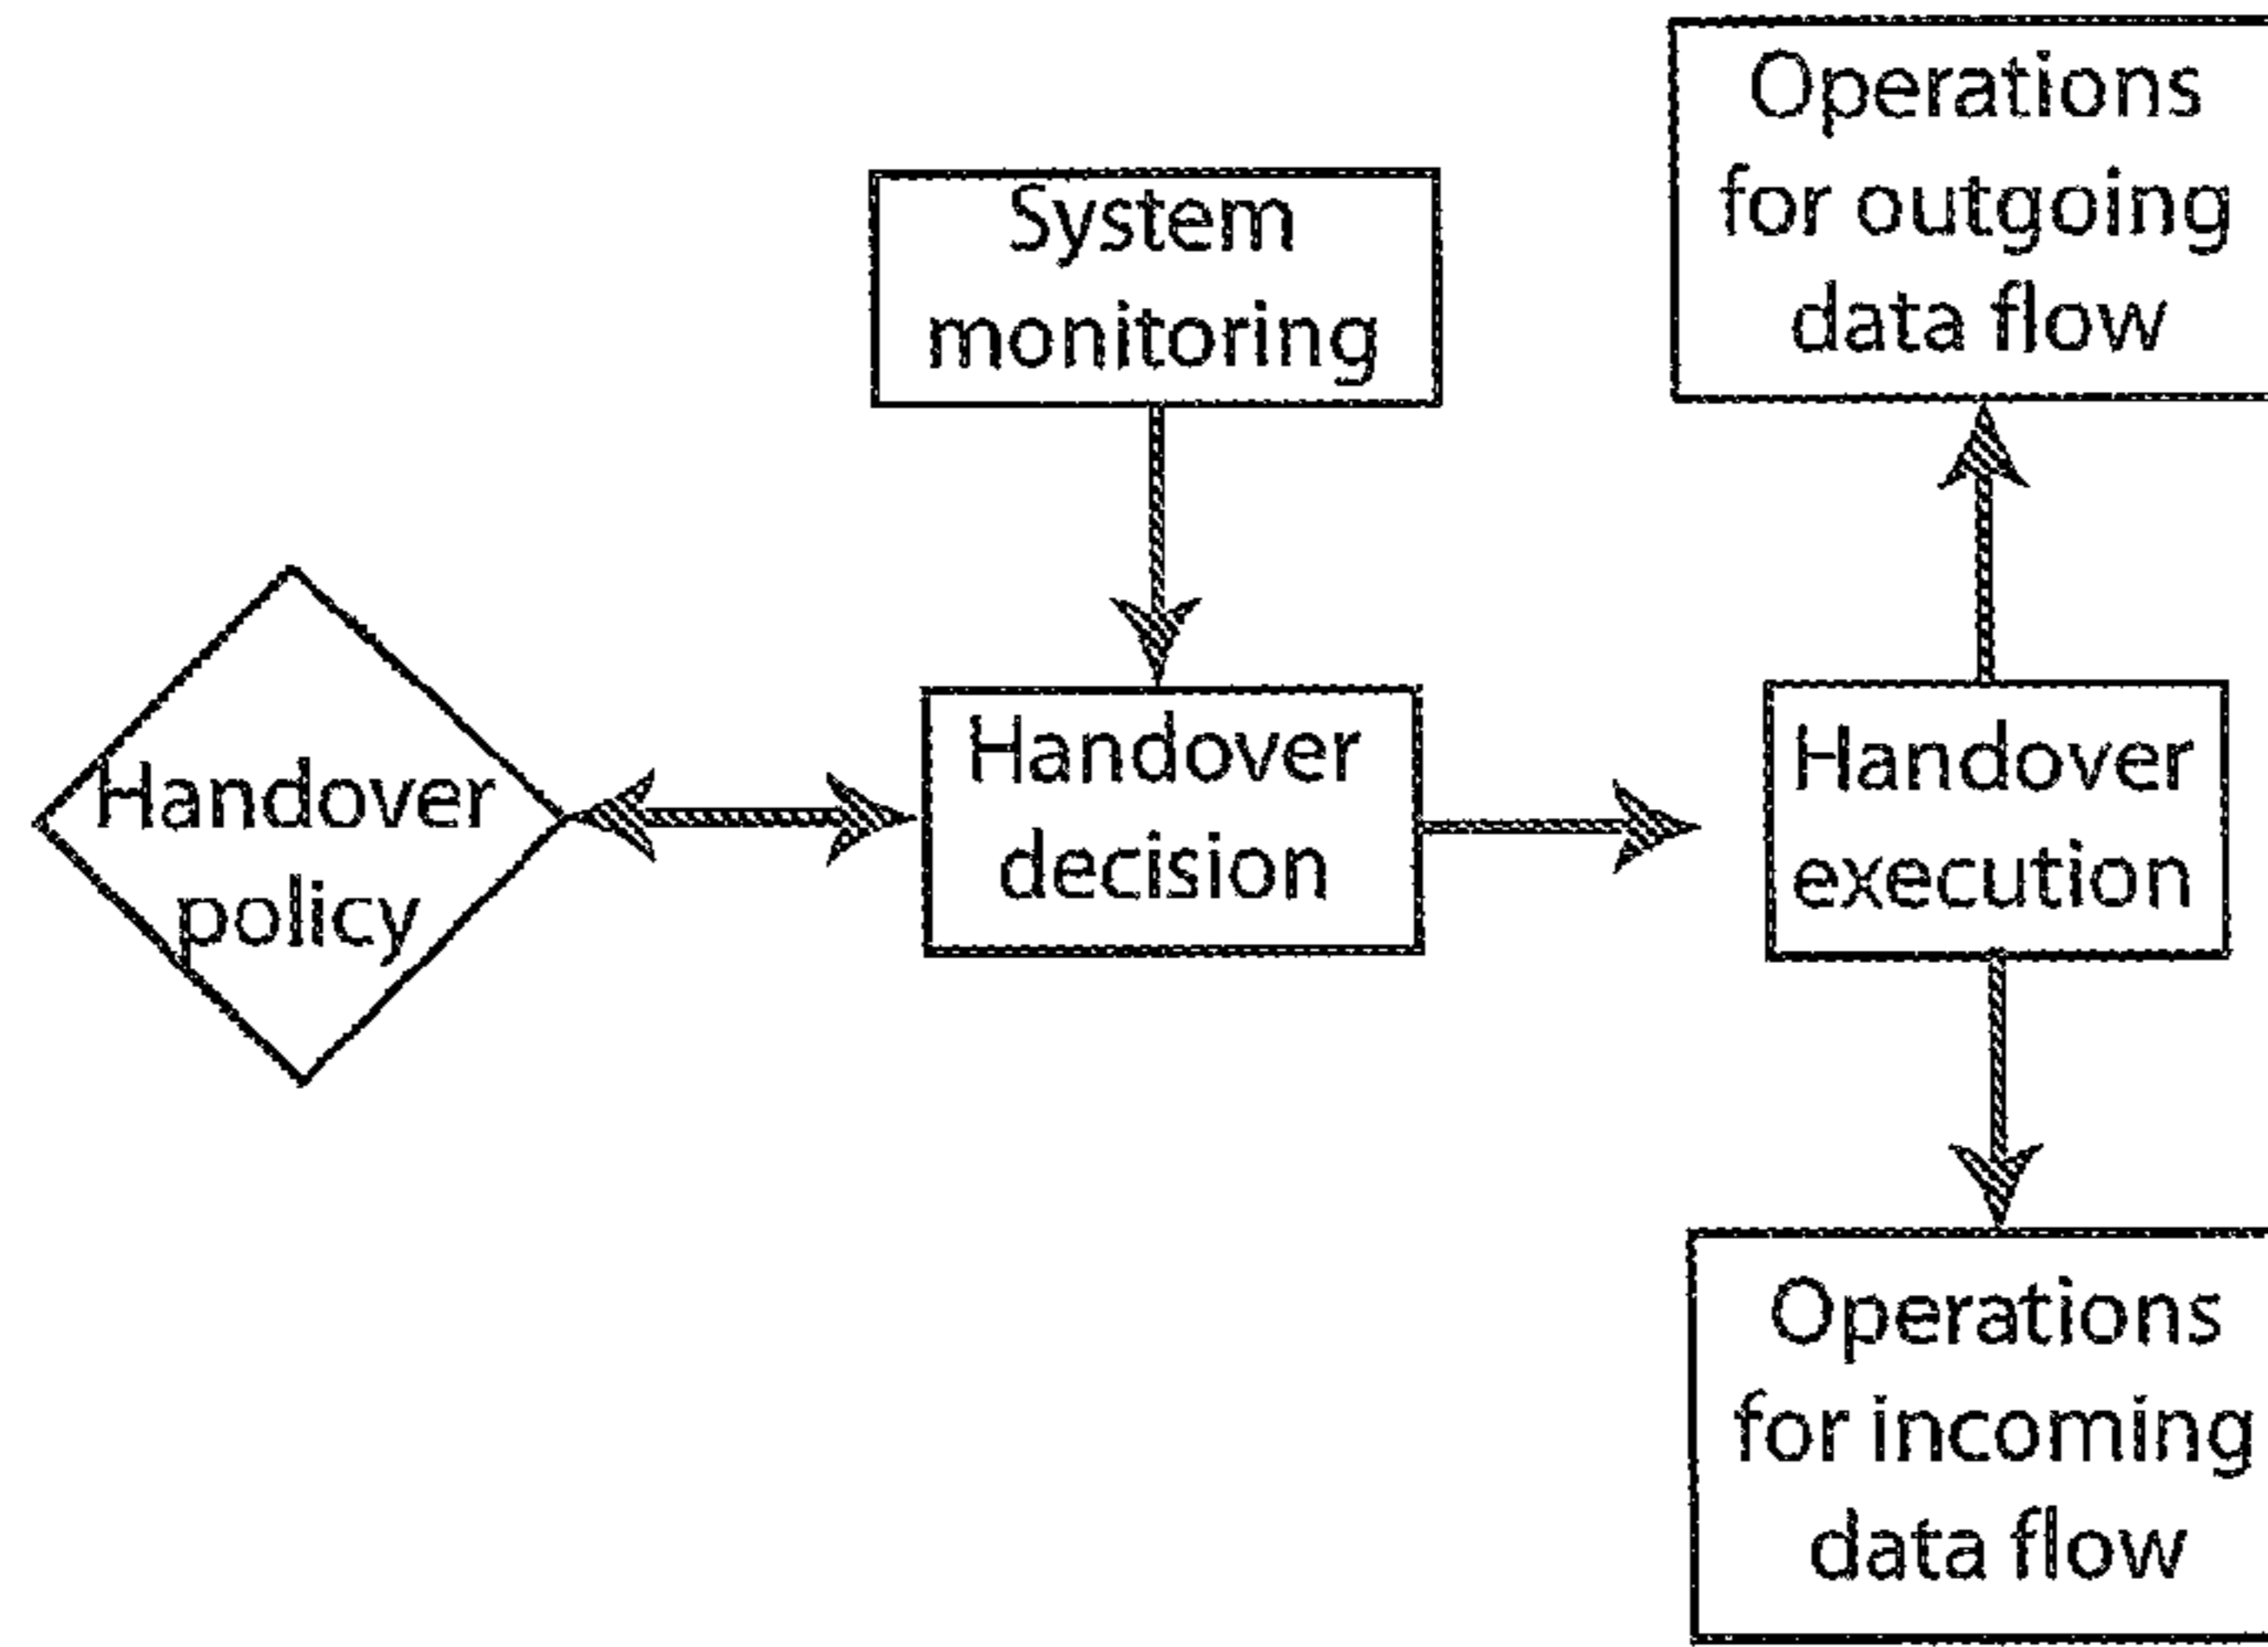 System
monitoring
Operations
for outgoing
data flow
Handover
policy
Handover
decision
Handover
execution
Operations
for incoming
data flow